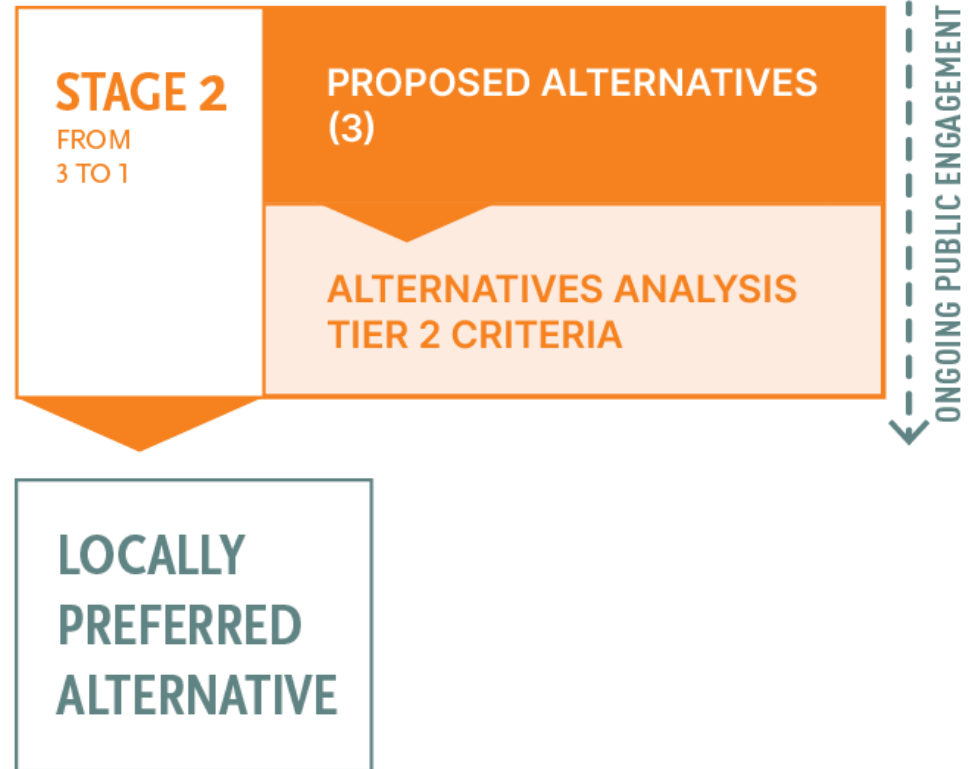 STAGE 2
FROM
3 TO 1
PROPOSED ALTERNATIVES
(3)
ALTERNATIVES ANALYSIS
TIER 2 CRITERIA
ONGOING PUBLIC ENGAGEMENT
LOCALLY
PREFERRED
ALTERNATIVE